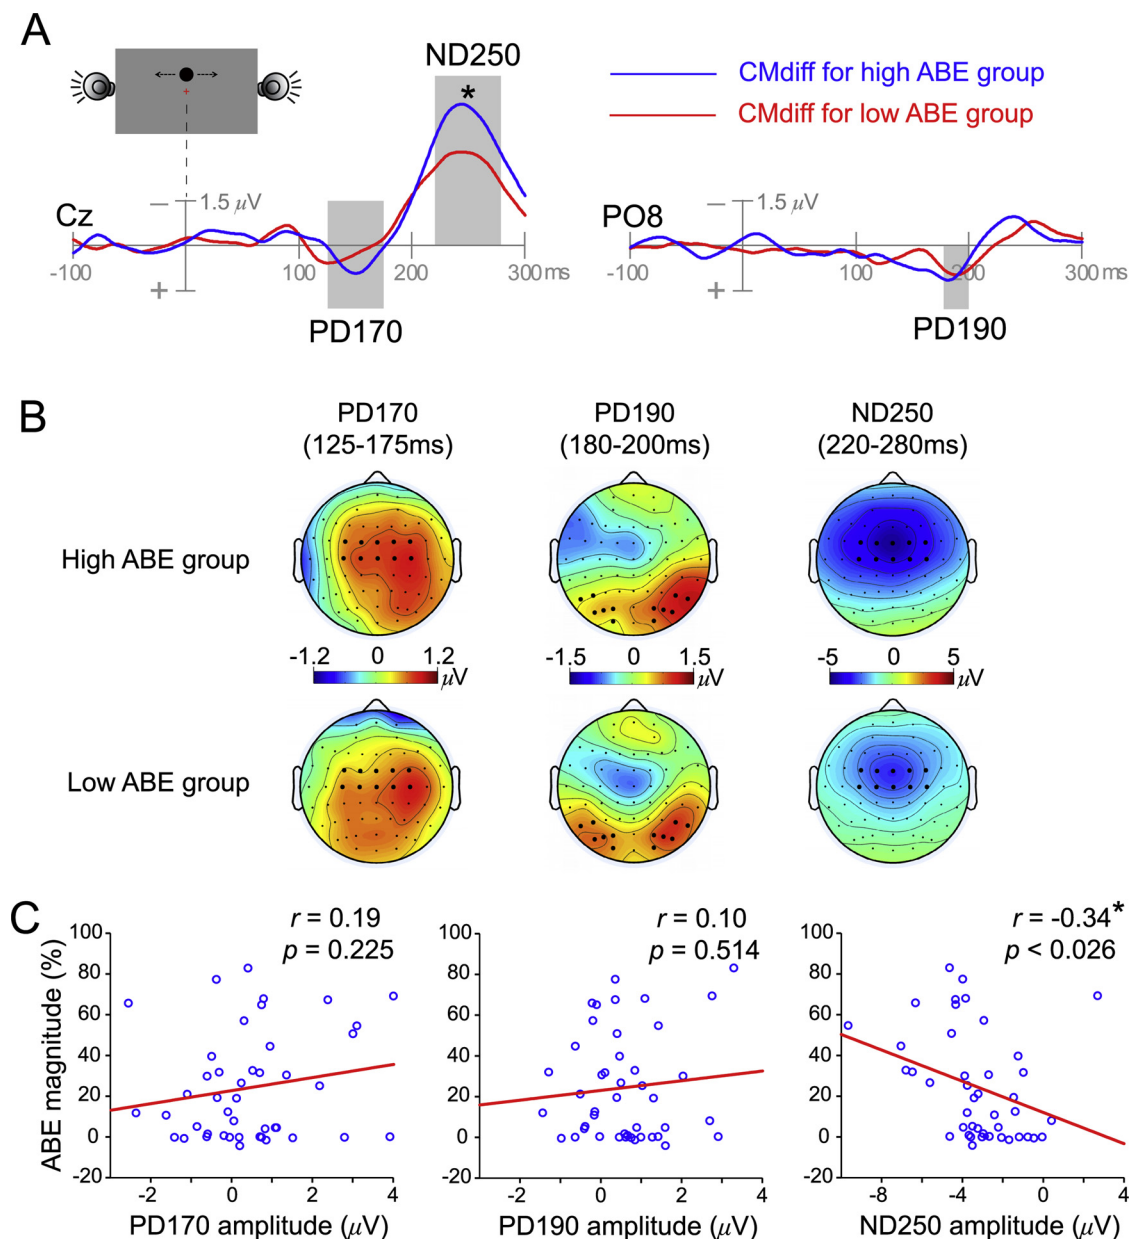 A
ND250
*
CMdiff for high ABE group
CMdiff for low ABE group
Cz
− 1.5 μV
+
-100 100 200 300 ms
PD170
PO8
− 1.5 μV
+
-100 100 200 300 ms
PD190
B
PD170 PD190 ND250
(125-175ms) (180-200ms) (220-280ms)
High ABE group
-1.2 0 1.2 μV
-1.5 0 1.5 μV
-5 0 5 μV
Low ABE group
C
ABE magnitude (%)
100
80
60
40
20
0
-20
r = 0.19
p = 0.225
-2 0 2 4
PD170 amplitude (μV)
100
80
60
40
20
0
-20
r = 0.10
p = 0.514
-2 0 2 4
PD190 amplitude (μV)
100
80
60
40
20
0
-20
r = -0.34*
p < 0.026
-8 -4 0 4
ND250 amplitude (μV)